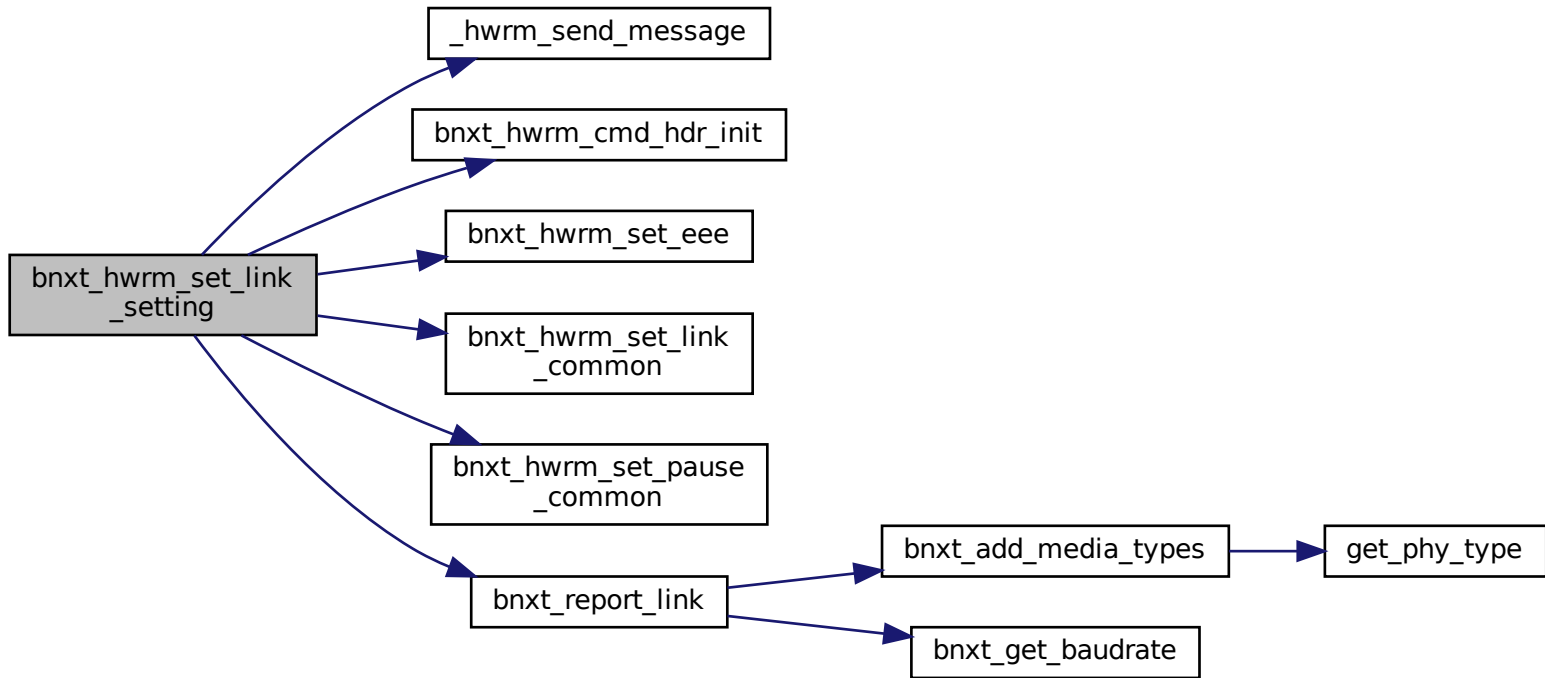 _hwrm_send_message
bnxt_hwrm_cmd_hdr_init
bnxt_hwrm_set_eee
bnxt_hwrm_set_link
_setting
bnxt_hwrm_set_link
_common
bnxt_hwrm_set_pause
_common
bnxt_add_media_types
get_phy_type
bnxt_report_link
bnxt_get_baudrate